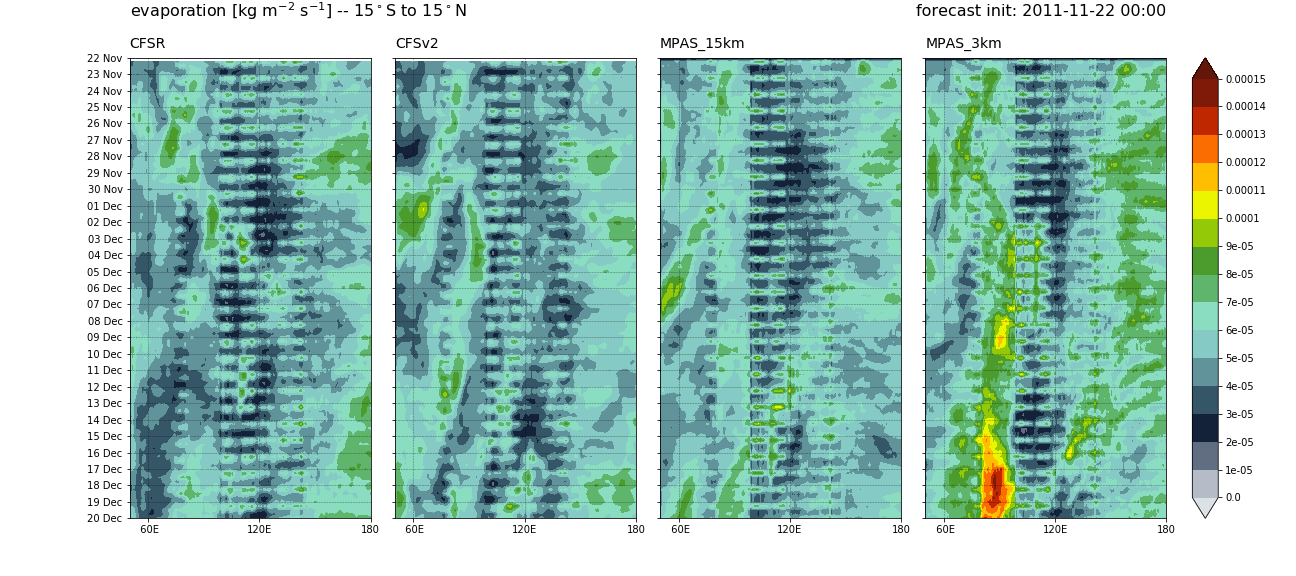 evaporation [kg m⁻² s⁻¹] -- 15°S to 15°N
forecast init: 2011-11-22 00:00
CFSR
CFSv2
MPAS_15km
MPAS_3km
22 Nov
23 Nov
24 Nov
25 Nov
26 Nov
27 Nov
28 Nov
29 Nov
30 Nov
01 Dec
02 Dec
03 Dec
04 Dec
05 Dec
06 Dec
07 Dec
08 Dec
09 Dec
10 Dec
11 Dec
12 Dec
13 Dec
14 Dec
15 Dec
16 Dec
17 Dec
18 Dec
19 Dec
20 Dec
60E 120E 180
60E 120E 180
60E 120E 180
60E 120E 180
0.00015
0.00014
0.00013
0.00012
0.00011
0.0001
9e-05
8e-05
7e-05
6e-05
5e-05
4e-05
3e-05
2e-05
1e-05
0.0